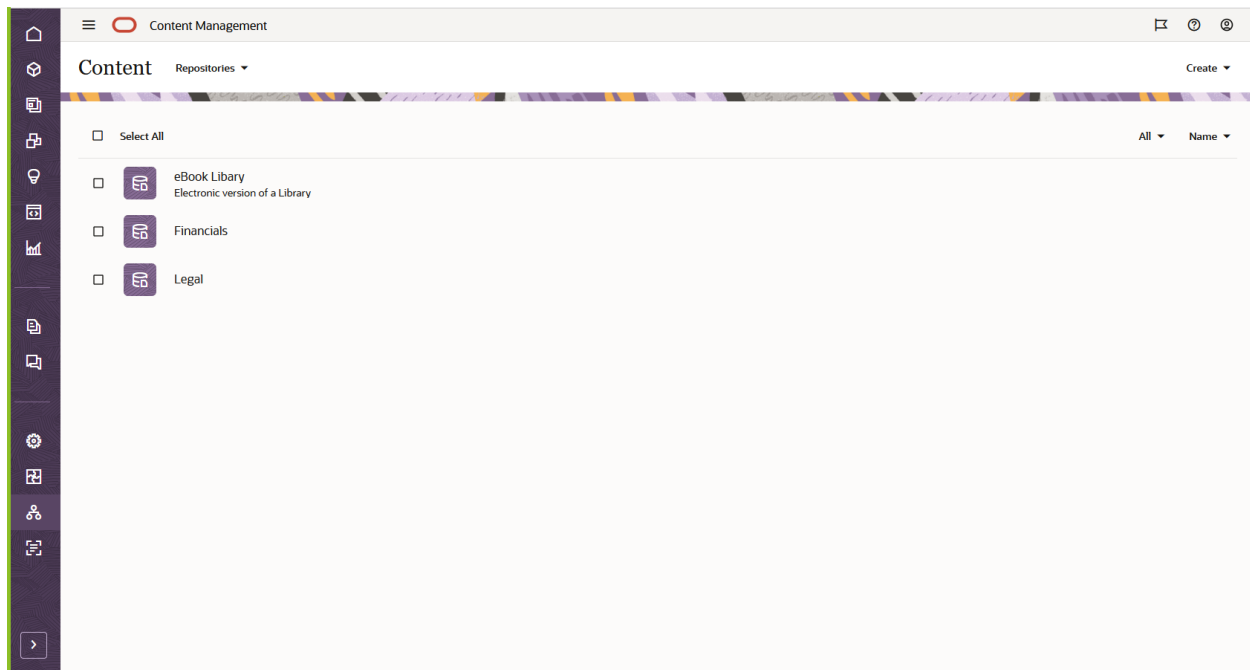 Content Management
Content Repositories Create
Select All All Name
eBook Libary
Electronic version of a Library
Financials
Legal